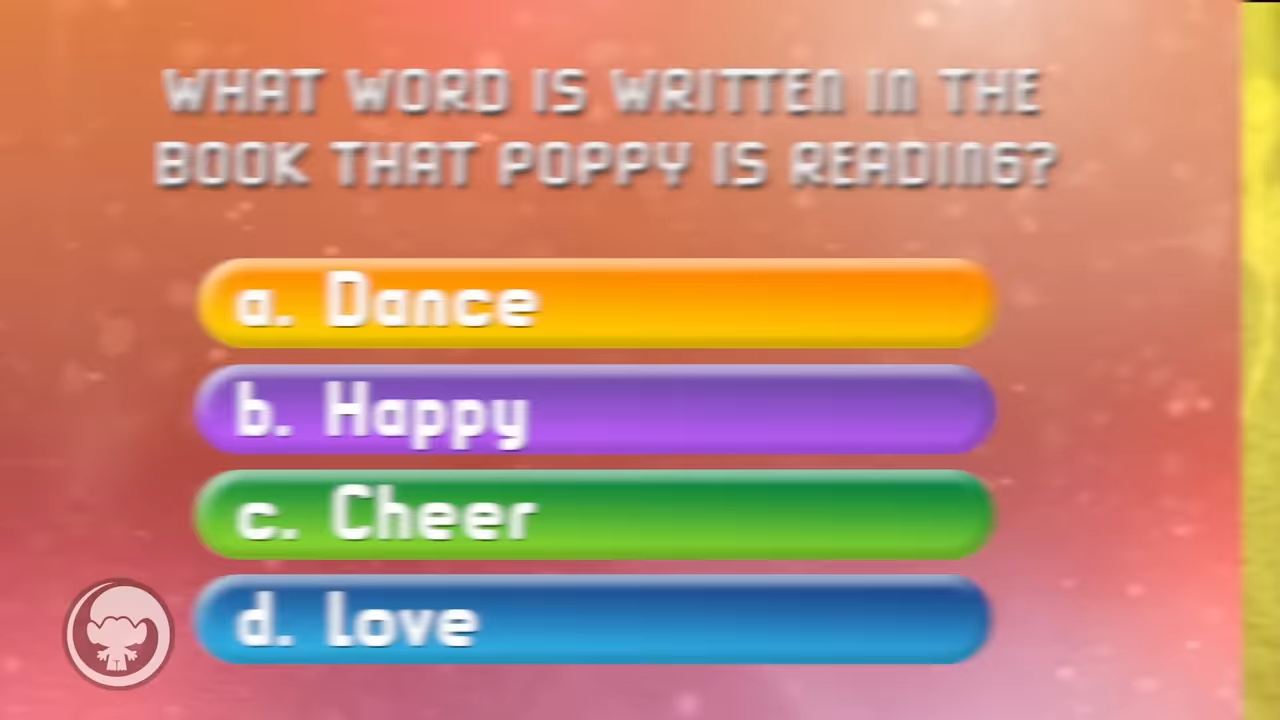 WHAT WORD IS WRITTEN IN THE
BOOK THAT POPPY IS READING?
a. Dance
b. Happy
c. Cheer
d. Love